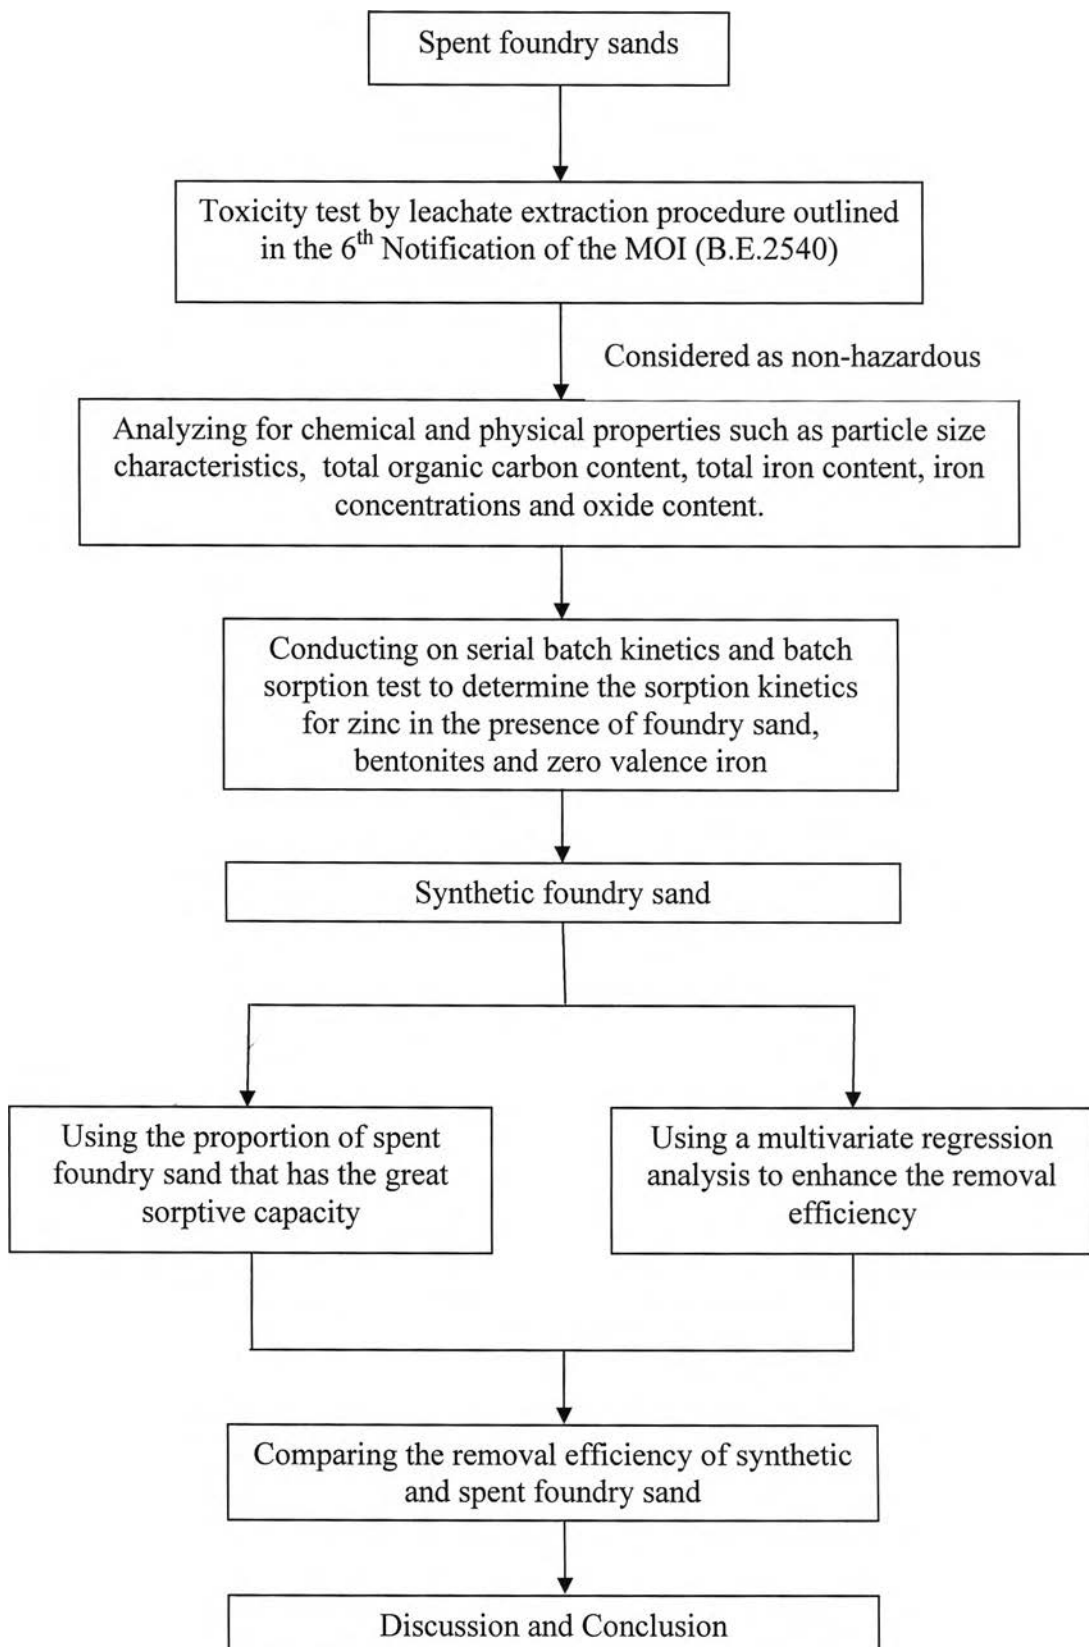 Spent foundry sands
Toxicity test by leachate extraction procedure outlined
in the 6th Notification of the MOI (B.E.2540)
Considered as non-hazardous
Analyzing for chemical and physical properties such as particle size
characteristics, total organic carbon content, total iron content, iron
concentrations and oxide content.
Conducting on serial batch kinetics and batch
sorption test to determine the sorption kinetics
for zinc in the presence of foundry sand,
bentonites and zero valence iron
Synthetic foundry sand
Using the proportion of spent
foundry sand that has the great
sorptive capacity
Using a multivariate regression
analysis to enhance the removal
efficiency
Comparing the removal efficiency of synthetic
and spent foundry sand
Discussion and Conclusion